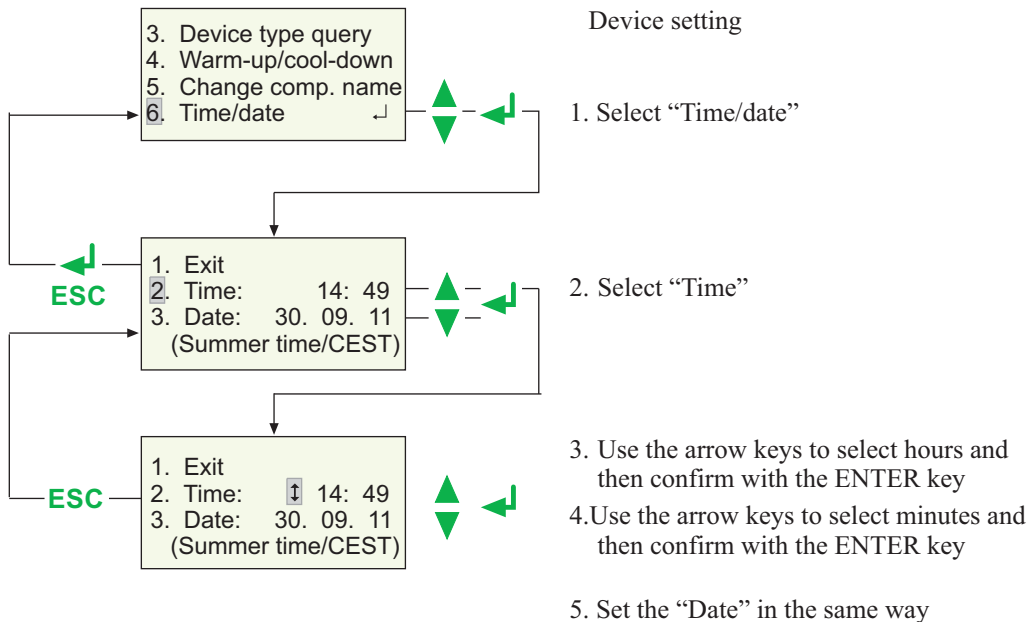 Device setting
3. Device type query
4. Warm-up/cool-down
5. Change comp. name
6. Time/date ↵
1. Select “Time/date”
1. Exit
2. Time: 14: 49
3. Date: 30. 09. 11
(Summer time/CEST)
ESC
2. Select “Time”
1. Exit
2. Time: ↕ 14: 49
3. Date: 30. 09. 11
(Summer time/CEST)
ESC
3. Use the arrow keys to select hours and
then confirm with the ENTER key
4.Use the arrow keys to select minutes and
then confirm with the ENTER key
5. Set the “Date” in the same way